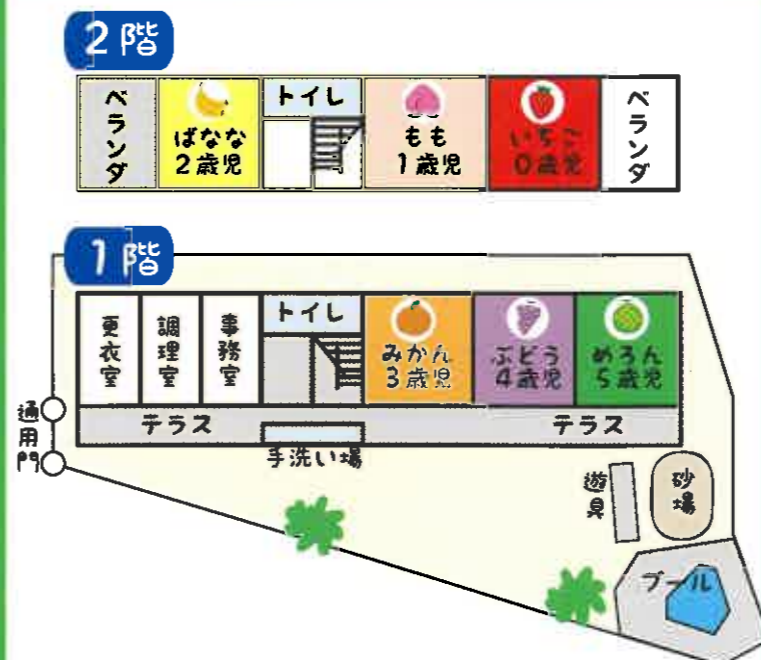 2階
ベランダ
ばなな
2歳児
トイレ
もも
1歳児
いちご
0歳児
ベランダ
1階
更衣室
調理室
事務室
トイレ
みかん
3歳児
ぶどう
4歳児
めろん
5歳児
通用門
テラス
テラス
手洗い場
遊具
砂場
プール